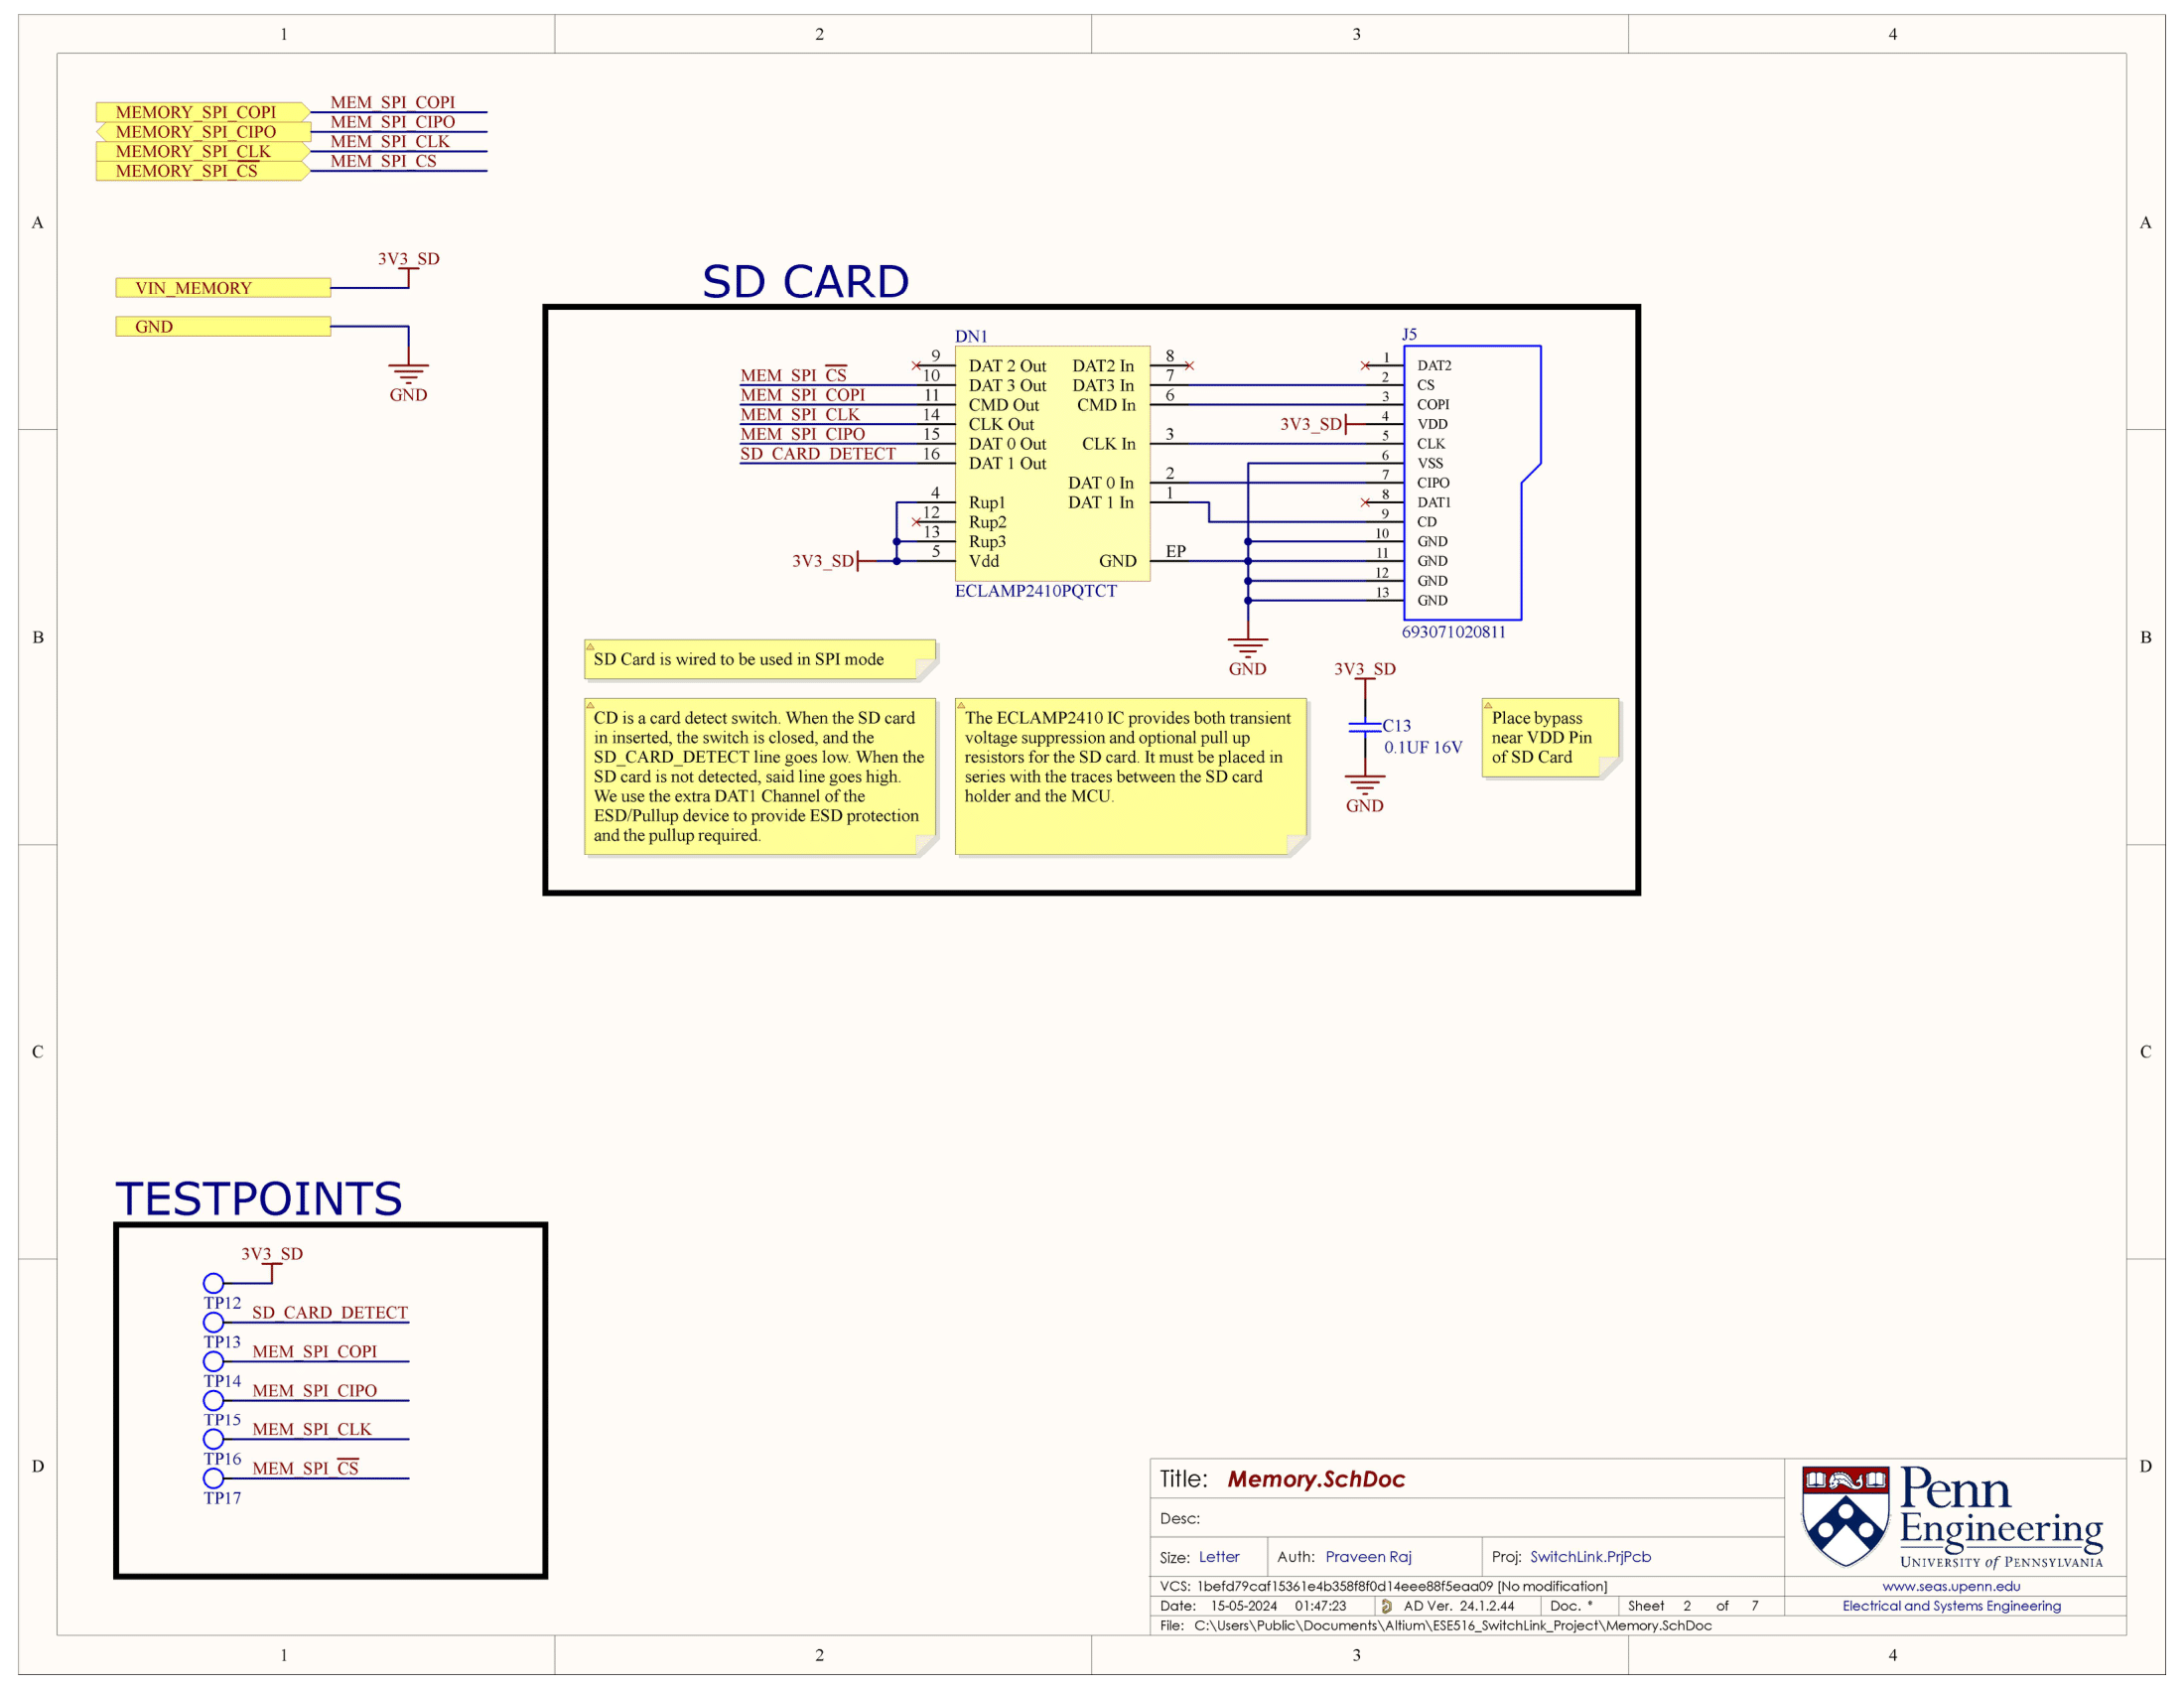 1 2 3 4
MEMORY_SPI_COPI MEM_SPI_COPI
MEMORY_SPI_CIPO MEM_SPI_CIPO
MEMORY_SPI_CLK MEM_SPI_CLK
MEMORY_SPI_C̅S̅ MEM_SPI_CS
A A
3V3_SD
VIN_MEMORY
GND
GND
SD CARD
DN1
9 DAT 2 Out DAT2 In 8
MEM_SPI_C̅S̅ 10 DAT 3 Out DAT3 In 7
MEM_SPI_COPI 11 CMD Out CMD In 6
MEM_SPI_CLK 14 CLK Out
MEM_SPI_CIPO 15 DAT 0 Out CLK In 3
SD_CARD_DETECT 16 DAT 1 Out
DAT 0 In 2
4 Rup1 DAT 1 In 1
12 Rup2
13 Rup3
3V3_SD 5 Vdd GND EP
ECLAMP2410PQTCT
J5
1 DAT2
2 CS
3 COPI
3V3_SD 4 VDD
5 CLK
6 VSS
7 CIPO
8 DAT1
9 CD
10 GND
11 GND
12 GND
13 GND
693071020811
GND
B B
SD Card is wired to be used in SPI mode
CD is a card detect switch. When the SD card
in inserted, the switch is closed, and the
SD_CARD_DETECT line goes low. When the
SD card is not detected, said line goes high.
We use the extra DAT1 Channel of the
ESD/Pullup device to provide ESD protection
and the pullup required.
The ECLAMP2410 IC provides both transient
voltage suppression and optional pull up
resistors for the SD card. It must be placed in
series with the traces between the SD card
holder and the MCU.
3V3_SD
C13
0.1UF 16V
GND
Place bypass
near VDD Pin
of SD Card
C C
TESTPOINTS
3V3_SD
TP12
SD_CARD_DETECT
TP13
MEM_SPI_COPI
TP14
MEM_SPI_CIPO
TP15
MEM_SPI_CLK
TP16
MEM_SPI_C̅S̅
TP17
D D
Title: Memory.SchDoc
Desc:
Size: Letter Auth: Praveen Raj Proj: SwitchLink.PrjPcb
VCS: 1befd79caf15361e4b358f8f0d14eee88f5eaa09 [No modification]
Date: 15-05-2024 01:47:23 AD Ver. 24.1.2.44 Doc. * Sheet 2 of 7
File: C:\Users\Public\Documents\Altium\ESE516_SwitchLink_Project\Memory.SchDoc
Penn
Engineering
UNIVERSITY of PENNSYLVANIA
www.seas.upenn.edu
Electrical and Systems Engineering
1 2 3 4